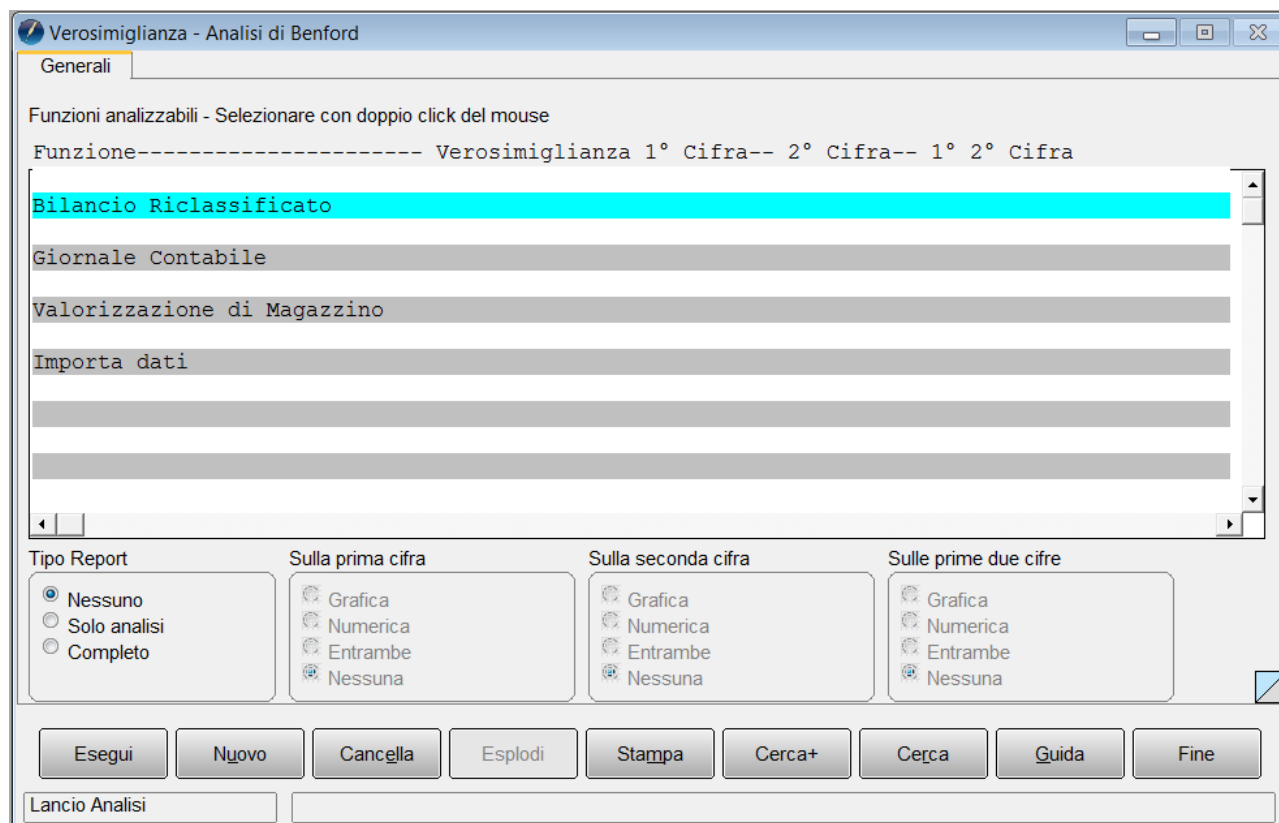 Verosimiglianza - Analisi di Benford
Generali
Funzioni analizzabili - Selezionare con doppio click del mouse
Funzione---------------------- Verosimiglianza 1° Cifra-- 2° Cifra-- 1° 2° Cifra
Bilancio Riclassificato
Giornale Contabile
Valorizzazione di Magazzino
Importa dati
Tipo Report Sulla prima cifra Sulla seconda cifra Sulle prime due cifre
Nessuno Grafica Grafica Grafica
Solo analisi Numerica Numerica Numerica
Completo Entrambe Entrambe Entrambe
Nessuna Nessuna Nessuna
Esegui Nuovo Cancella Esplodi Stampa Cerca+ Cerca Guida Fine
Lancio Analisi